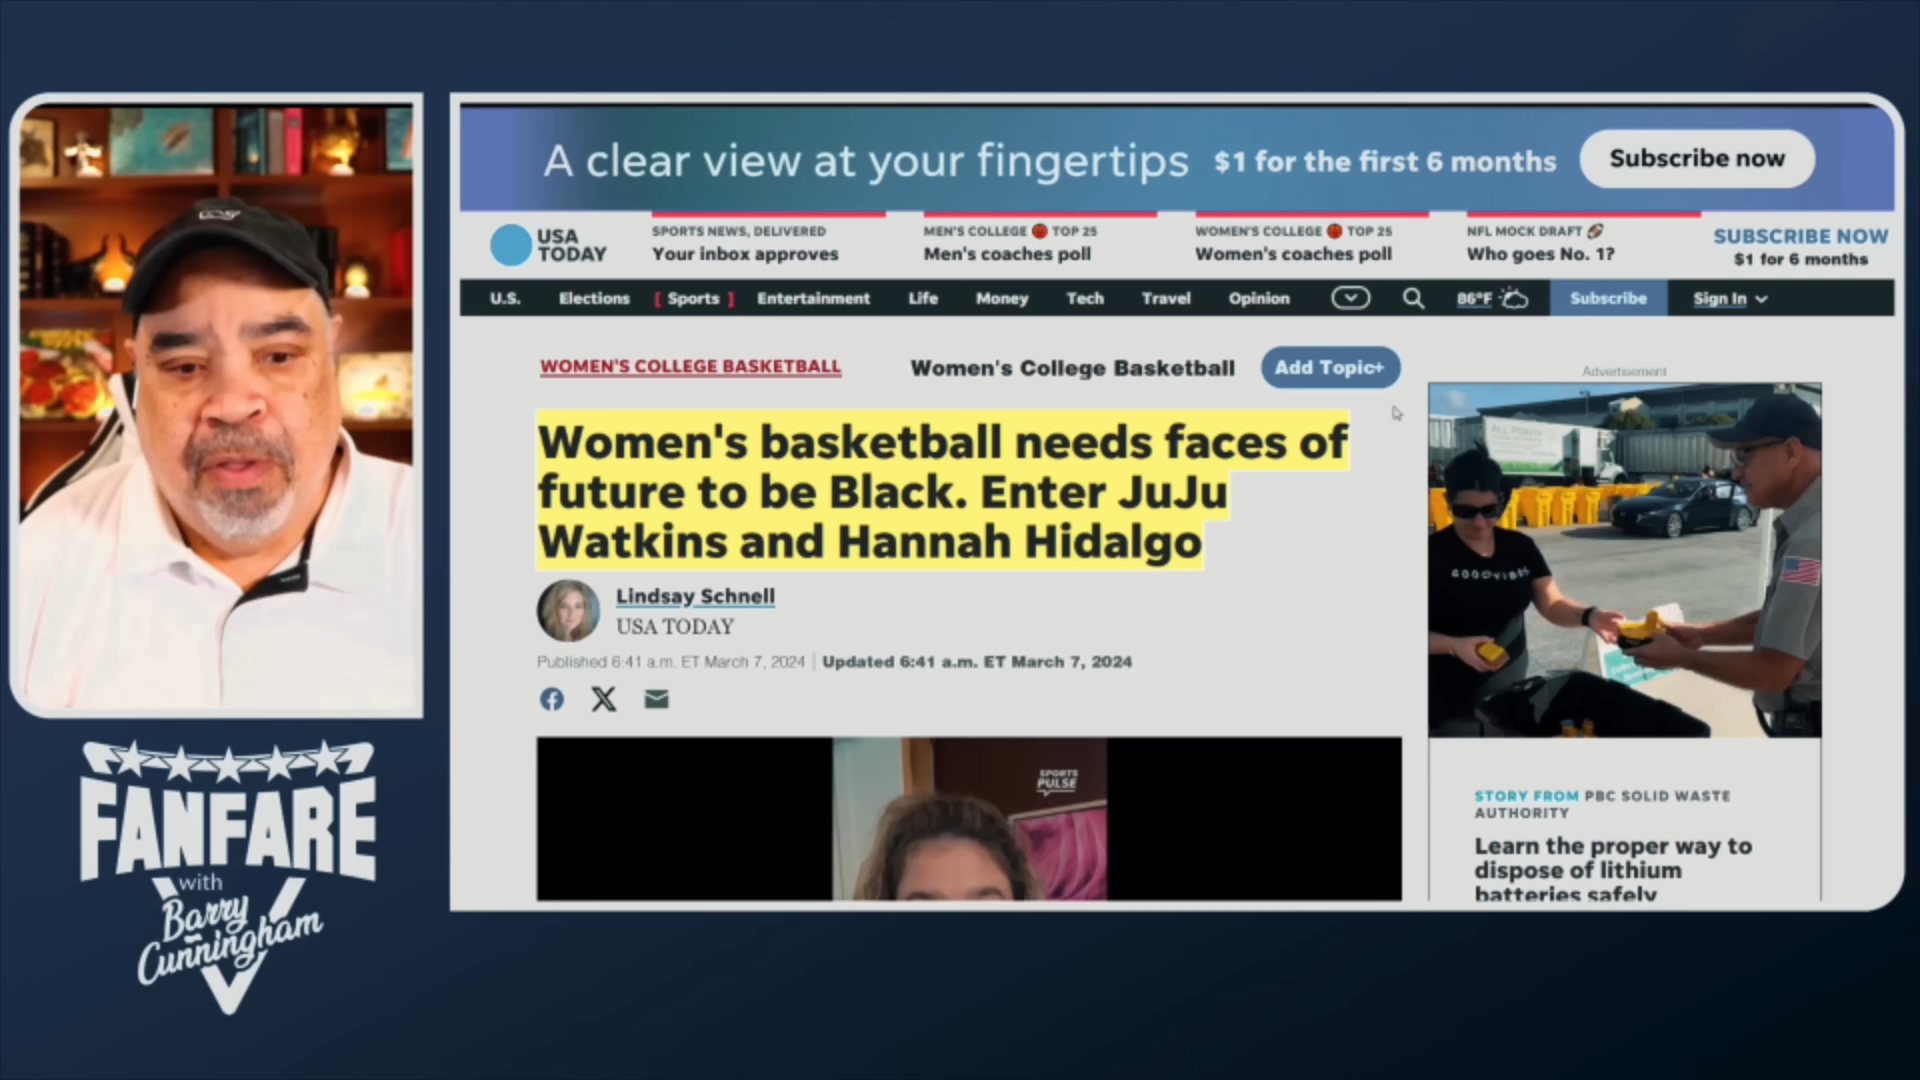 A clear view at your fingertips $1 for the first 6 months Subscribe now
USA
TODAY
SPORTS NEWS, DELIVERED
Your inbox approves
MEN'S COLLEGE TOP 25
Men's coaches poll
WOMEN'S COLLEGE TOP 25
Women's coaches poll
NFL MOCK DRAFT
Who goes No. 1?
SUBSCRIBE NOW
$1 for 6 months
U.S. Elections [ Sports ] Entertainment Life Money Tech Travel Opinion 86°F Subscribe Sign In
WOMEN'S COLLEGE BASKETBALL Women's College Basketball Add Topic+
Women's basketball needs faces of
future to be Black. Enter JuJu
Watkins and Hannah Hidalgo
Lindsay Schnell
USA TODAY
Published 6:41 a.m. ET March 7, 2024 | Updated 6:41 a.m. ET March 7, 2024
SPORTS
PULSE
Advertisement
ALL POINTS
GOOD VIBES
STORY FROM PBC SOLID WASTE
AUTHORITY
Learn the proper way to
dispose of lithium
batteries safely
FANFARE
with
Barry
Cunningham